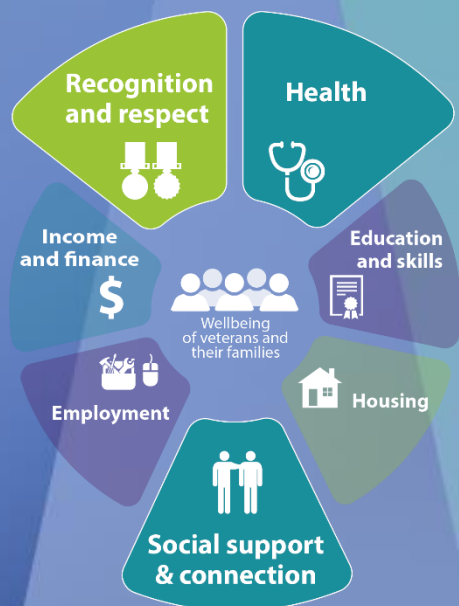 Recognition
and respect
Health
Income
and finance
$
Education
and skills
Wellbeing
of veterans and
their families
Employment
Housing
Social support
& connection